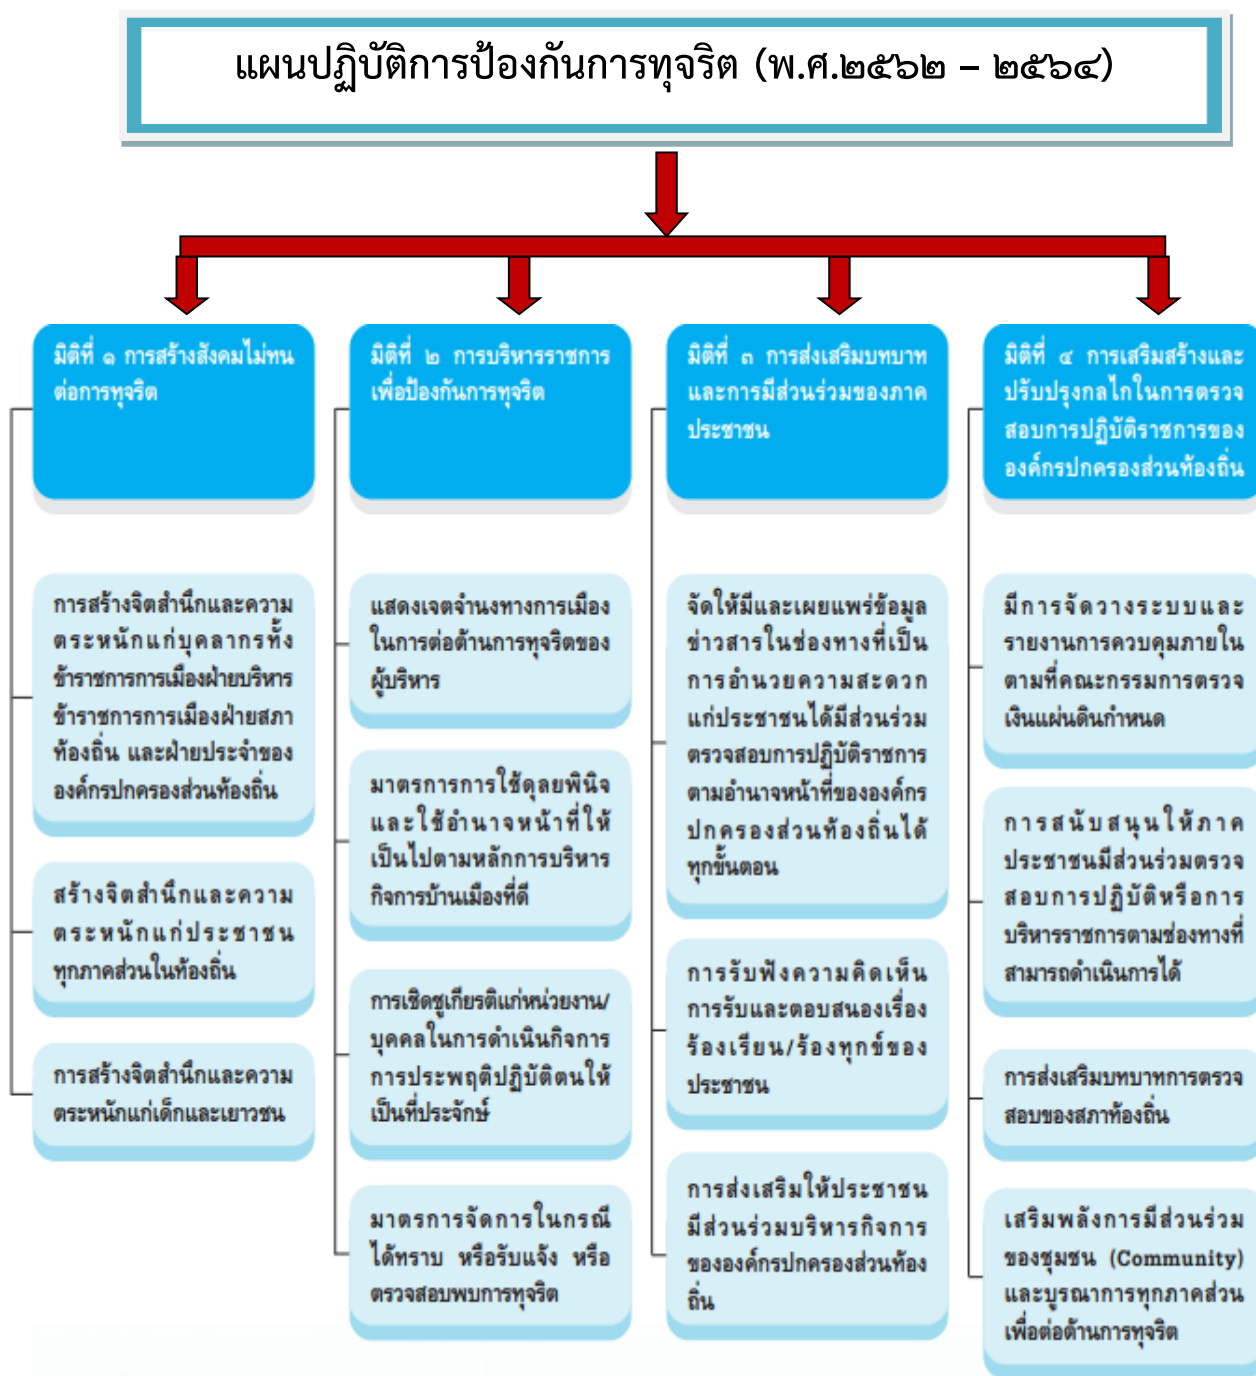 แผนปฏิบัติการป้องกันการทุจริต (พ.ศ.๒๕๖๒ – ๒๕๖๔)
มิติที่ ๑ การสร้างสังคมไม่ทน
ต่อการทุจริต
การสร้างจิตสำนึกและความ
ตระหนักแก่บุคลากรทั้ง
ข้าราชการการเมืองฝ่ายบริหาร
ข้าราชการการเมืองฝ่ายสภา
ท้องถิ่น และฝ่ายประจำของ
องค์กรปกครองส่วนท้องถิ่น
สร้างจิตสำนึกและความ
ตระหนักแก่ประชาชน
ทุกภาคส่วนในท้องถิ่น
การสร้างจิตสำนึกและความ
ตระหนักแก่เด็กและเยาวชน
มิติที่ ๒ การบริหารราชการ
เพื่อป้องกันการทุจริต
แสดงเจตจำนงทางการเมือง
ในการต่อต้านการทุจริตของ
ผู้บริหาร
มาตรการการใช้ดุลยพินิจ
และใช้อำนาจหน้าที่ให้
เป็นไปตามหลักการบริหาร
กิจการบ้านเมืองที่ดี
การเชิดชูเกียรติแก่หน่วยงาน/
บุคคลในการดำเนินกิจการ
การประพฤติปฏิบัติตนให้
เป็นที่ประจักษ์
มาตรการจัดการในกรณี
ได้ทราบ หรือรับแจ้ง หรือ
ตรวจสอบพบการทุจริต
มิติที่ ๓ การส่งเสริมบทบาท
และการมีส่วนร่วมของภาค
ประชาชน
จัดให้มีและเผยแพร่ข้อมูล
ข่าวสารในช่องทางที่เป็น
การอำนวยความสะดวก
แก่ประชาชนได้มีส่วนร่วม
ตรวจสอบการปฏิบัติราชการ
ตามอำนาจหน้าที่ขององค์กร
ปกครองส่วนท้องถิ่นได้
ทุกขั้นตอน
การรับฟังความคิดเห็น
การรับและตอบสนองเรื่อง
ร้องเรียน/ร้องทุกข์ของ
ประชาชน
การส่งเสริมให้ประชาชน
มีส่วนร่วมบริหารกิจการ
ขององค์กรปกครองส่วนท้อง
ถิ่น
มิติที่ ๔ การเสริมสร้างและ
ปรับปรุงกลไกในการตรวจ
สอบการปฏิบัติราชการของ
องค์กรปกครองส่วนท้องถิ่น
มีการจัดวางระบบและ
รายงานการควบคุมภายใน
ตามที่คณะกรรมการตรวจ
เงินแผ่นดินกำหนด
การสนับสนุนให้ภาค
ประชาชนมีส่วนร่วมตรวจ
สอบการปฏิบัติหรือการ
บริหารราชการตามช่องทางที่
สามารถดำเนินการได้
การส่งเสริมบทบาทการตรวจ
สอบของสภาท้องถิ่น
เสริมพลังการมีส่วนร่วม
ของชุมชน (Community)
และบูรณาการทุกภาคส่วน
เพื่อต่อต้านการทุจริต